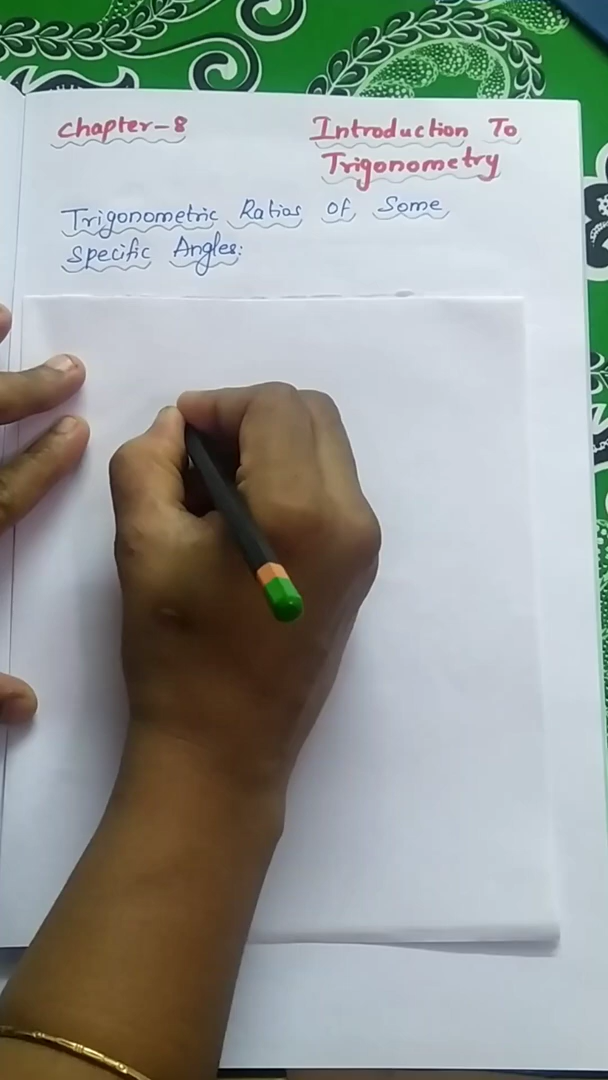 Chapter-8
Introduction To
Trigonometry
Trigonometric Ratios Of Some
Specific Angles: